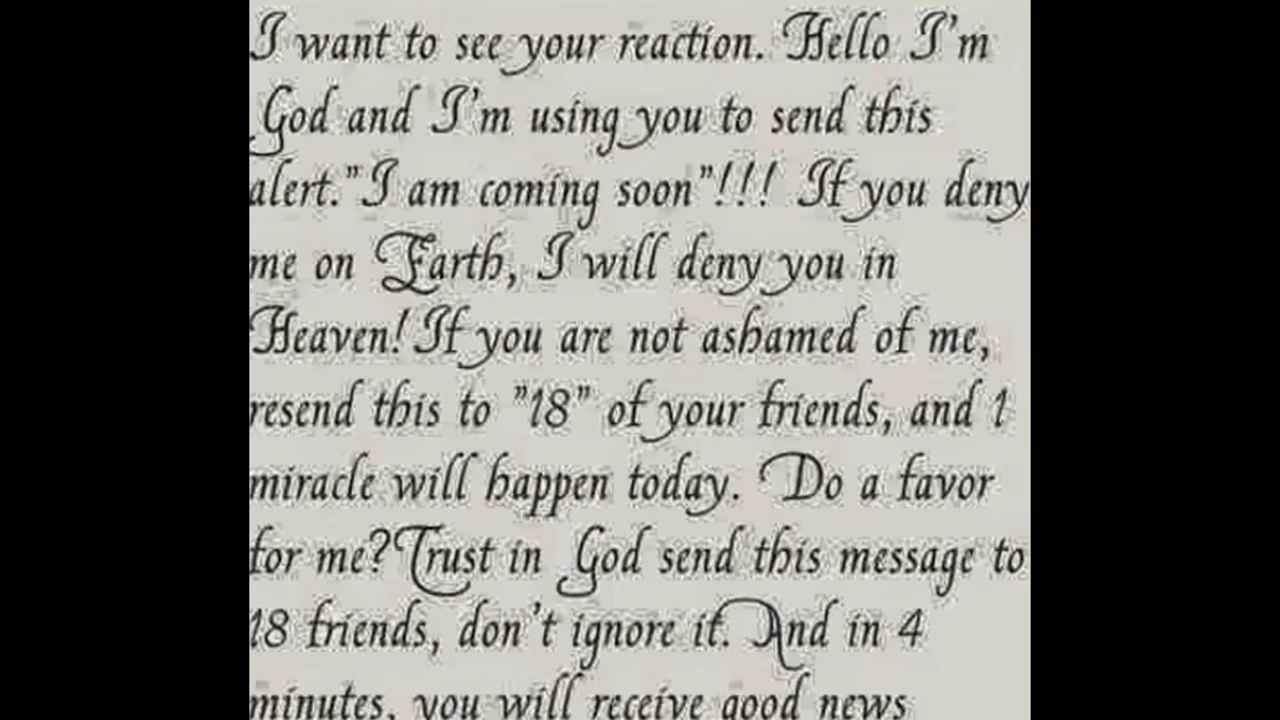 I want to see your reaction. Hello I'm
God and I'm using you to send this
alert."I am coming soon"!!! If you deny
me on Earth, I will deny you in
Heaven! If you are not ashamed of me,
resend this to "18" of your friends, and 1
miracle will happen today. Do a favor
for me? Trust in God send this message to
18 friends, don't ignore it. And in 4
minutes, you will receive good news